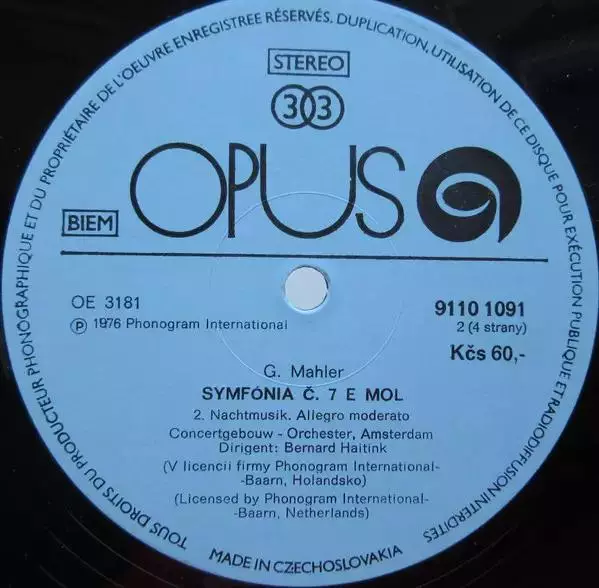 TOUS DROITS DU PRODUCTEUR PHONOGRAPHIQUE ET DU PROPRIÉTAIRE DE L'OEUVRE ENREGISTREE RÉSERVÉS. DUPLICATION, UTILISATION DE CE DISQUE POUR EXÉCUTION PUBLIQUE ET RADIODIFFUSION INTERDITES
STEREO
33
OPUS
BIEM
OE 3181
Ⓟ 1976 Phonogram International
9110 1091
2 (4 strany)
Kčs 60,-
G. Mahler
SYMFÓNIA Č. 7 E MOL
2. Nachtmusik. Allegro moderato
Concertgebouw - Orchester, Amsterdam
Dirigent: Bernard Haitink
(V licencii firmy Phonogram International-
-Baarn, Holandsko)
(Licensed by Phonogram International-
-Baarn, Netherlands)
MADE IN CZECHOSLOVAKIA